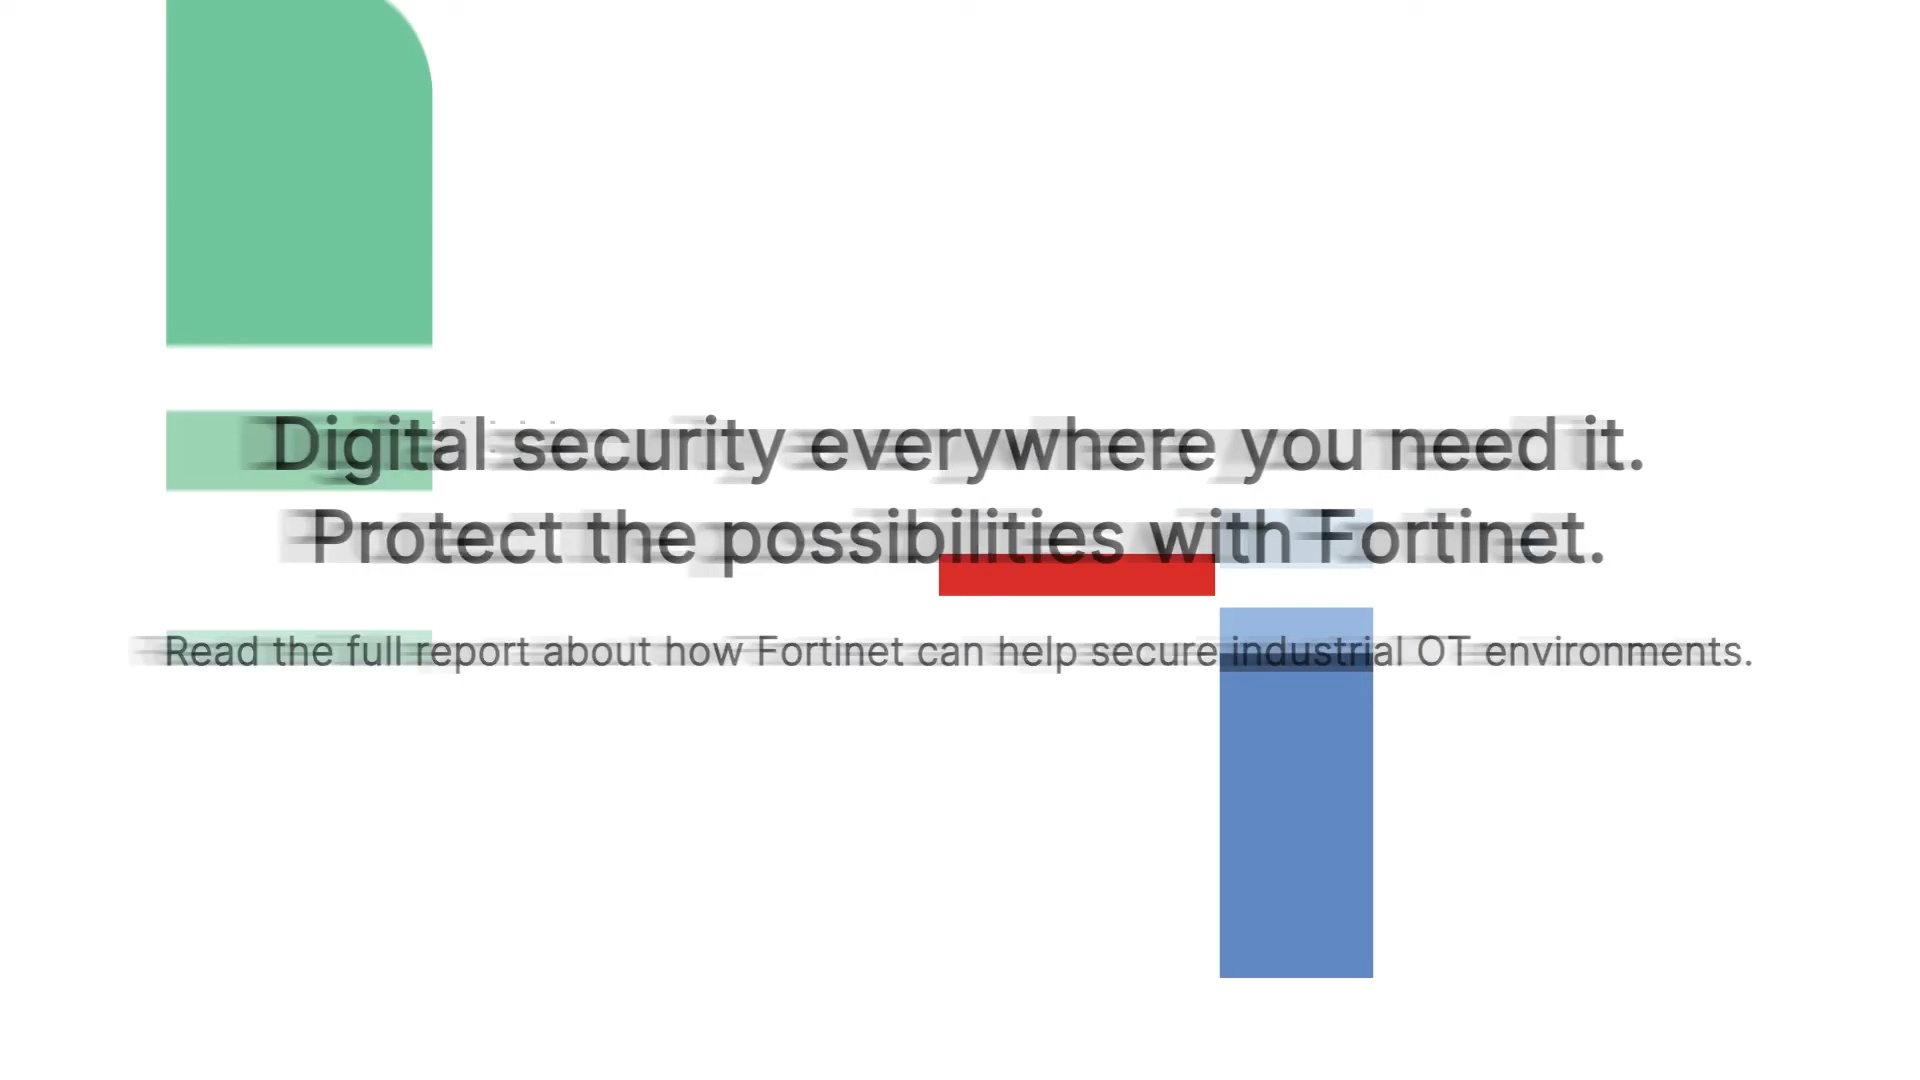 Digital security everywhere you need it.
Protect the possibilities with Fortinet.
Read the full report about how Fortinet can help secure industrial OT environments.